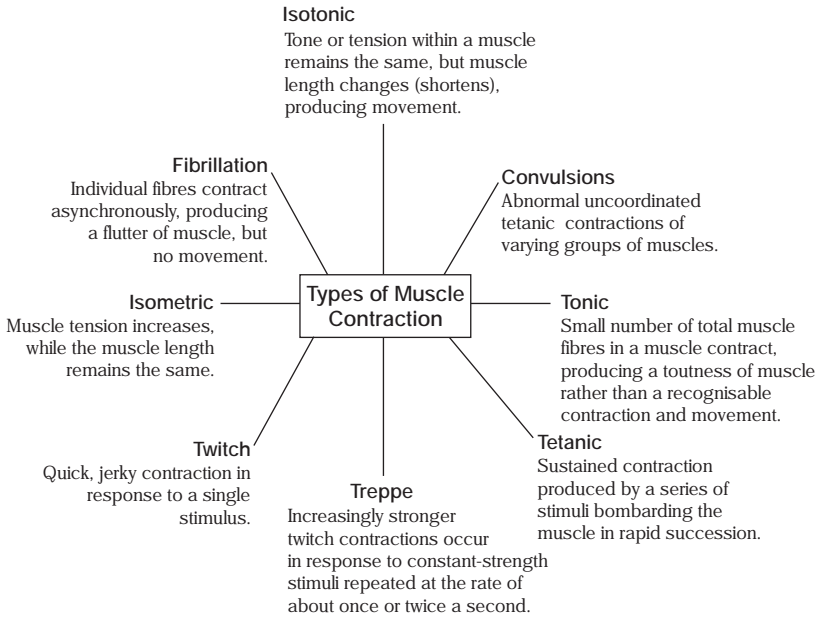 Isotonic
Tone or tension within a muscle
remains the same, but muscle
length changes (shortens),
producing movement.
Fibrillation
Individual fibres contract
asynchronously, producing
a flutter of muscle, but
no movement.
Convulsions
Abnormal uncoordinated
tetanic contractions of
varying groups of muscles.
Types of Muscle
Contraction
Isometric
Muscle tension increases,
while the muscle length
remains the same.
Tonic
Small number of total muscle
fibres in a muscle contract,
producing a toutness of muscle
rather than a recognisable
contraction and movement.
Twitch
Quick, jerky contraction in
response to a single
stimulus.
Treppe
Increasingly stronger
twitch contractions occur
in response to constant-strength
stimuli repeated at the rate of
about once or twice a second.
Tetanic
Sustained contraction
produced by a series of
stimuli bombarding the
muscle in rapid succession.